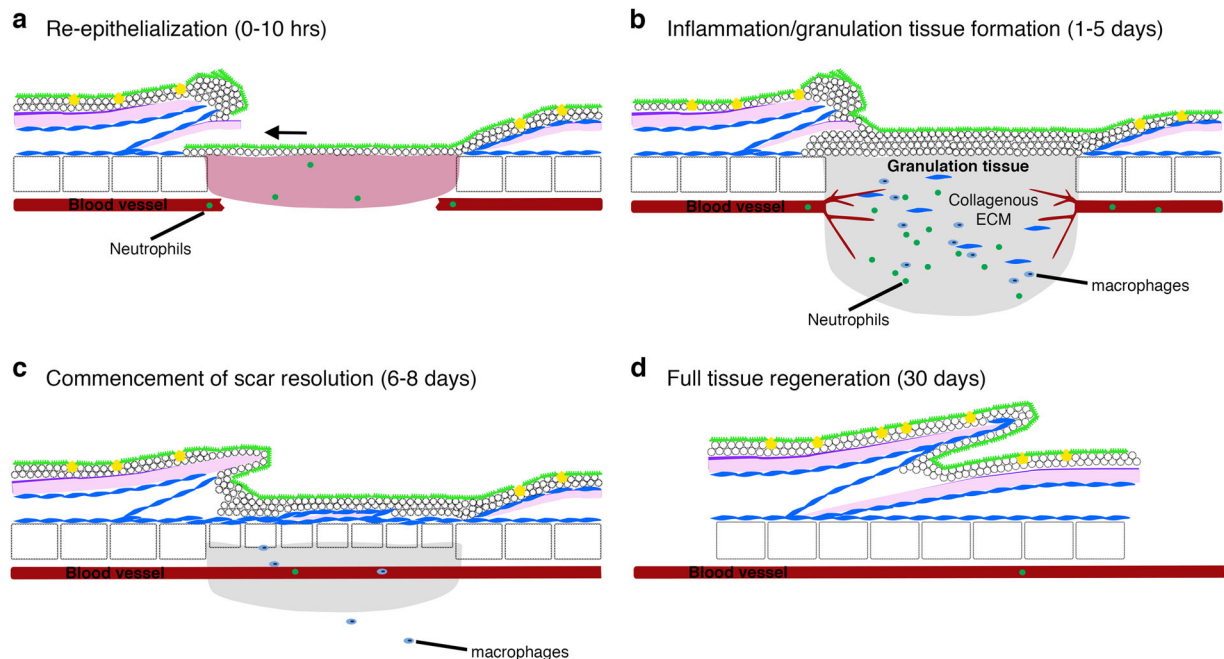 a Re-epithelialization (0-10 hrs)
Blood vessel
Neutrophils
b Inflammation/granulation tissue formation (1-5 days)
Granulation tissue
Blood vessel
Collagenous
ECM
macrophages
Neutrophils
c Commencement of scar resolution (6-8 days)
Blood vessel
macrophages
d Full tissue regeneration (30 days)
Blood vessel